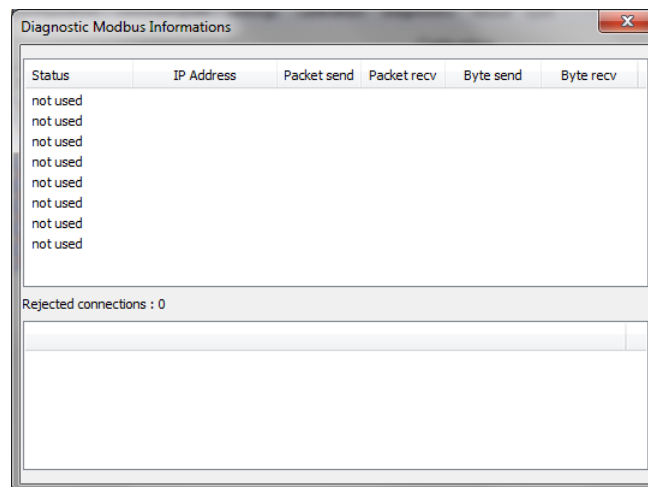 Diagnostic Modbus Informations
Status IP Address Packet send Packet recv Byte send Byte recv
not used
not used
not used
not used
not used
not used
not used
not used
Rejected connections : 0